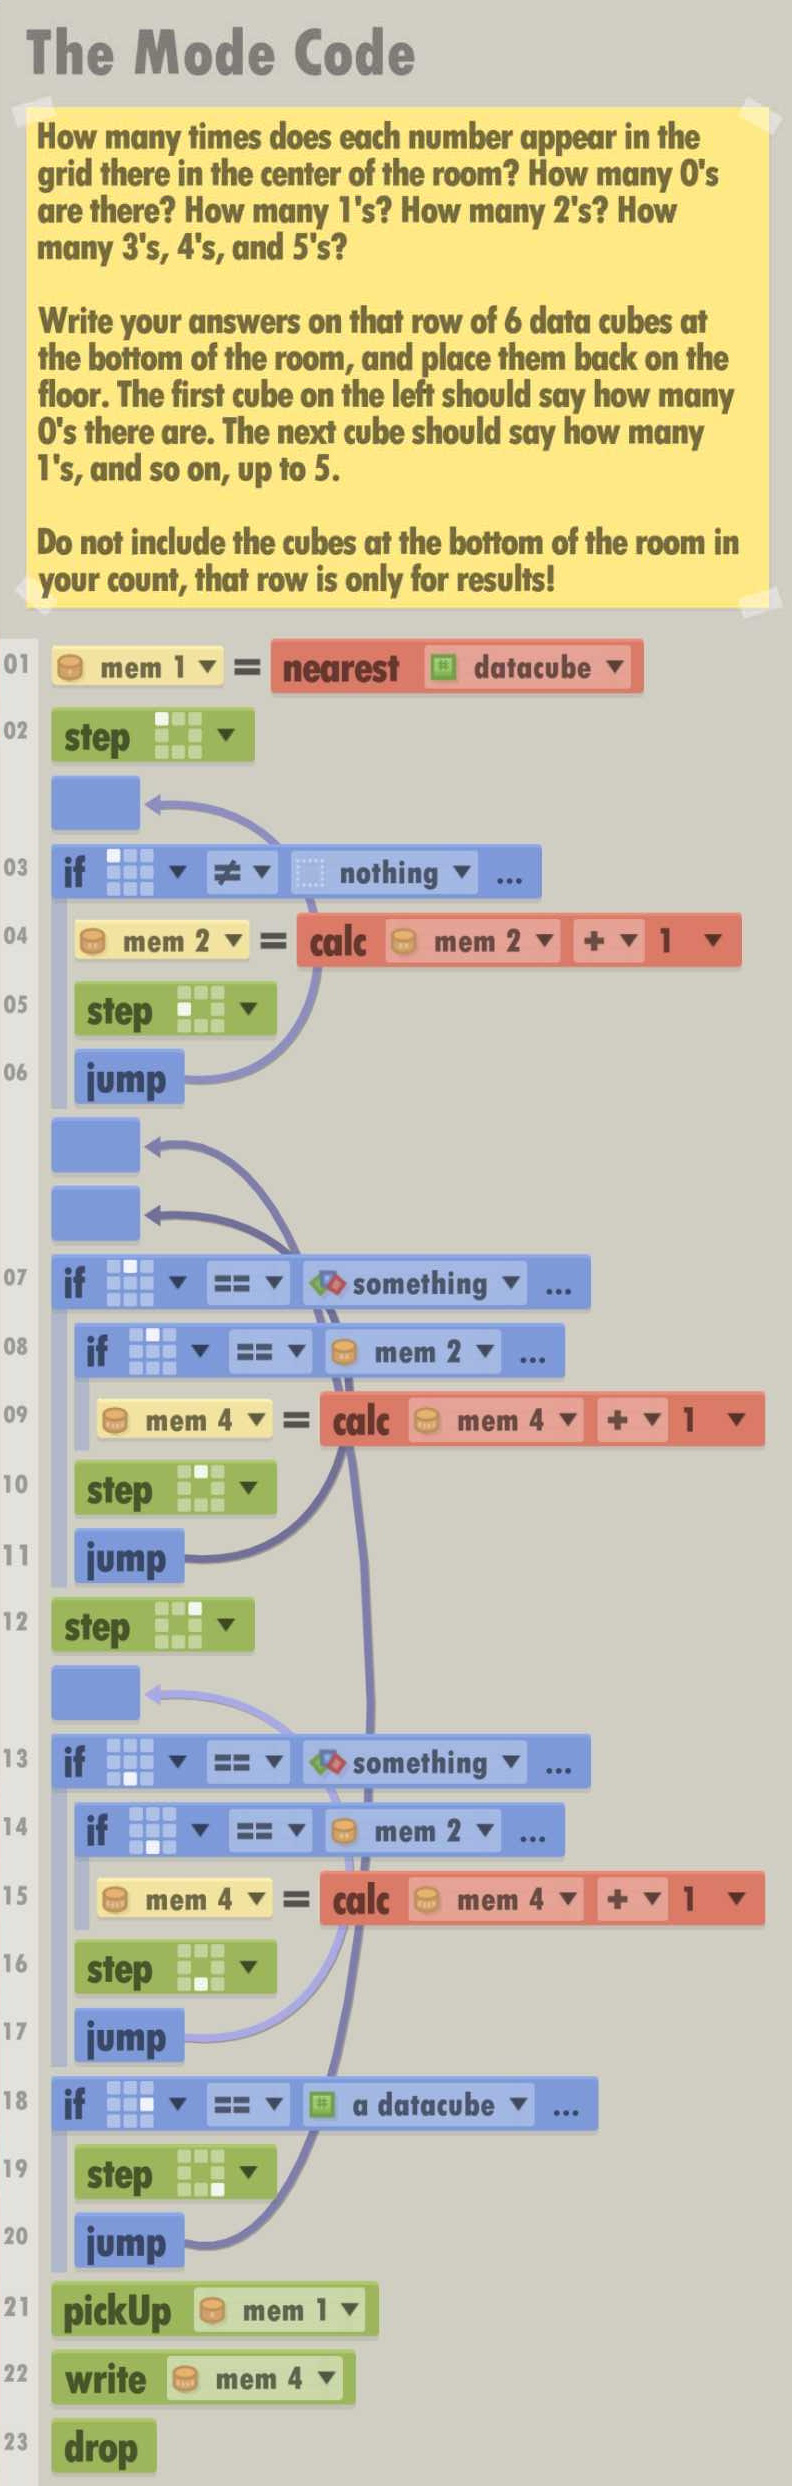 The Mode Code
How many times does each number appear in the
grid there in the center of the room? How many 0's
are there? How many 1's? How many 2's? How
many 3's, 4's, and 5's?
Write your answers on that row of 6 data cubes at
the bottom of the room, and place them back on the
floor. The first cube on the left should say how many
0's there are. The next cube should say how many
1's, and so on, up to 5.
Do not include the cubes at the bottom of the room in
your count, that row is only for results!
01 mem 1 = nearest # datacube
02 step
03 if ≠ nothing ...
04 mem 2 = calc mem 2 + 1
05 step
06 jump
07 if == something ...
08 if == mem 2 ...
09 mem 4 = calc mem 4 + 1
10 step
11 jump
12 step
13 if == something ...
14 if == mem 2 ...
15 mem 4 = calc mem 4 + 1
16 step
17 jump
18 if == # a datacube ...
19 step
20 jump
21 pickUp mem 1
22 write mem 4
23 drop